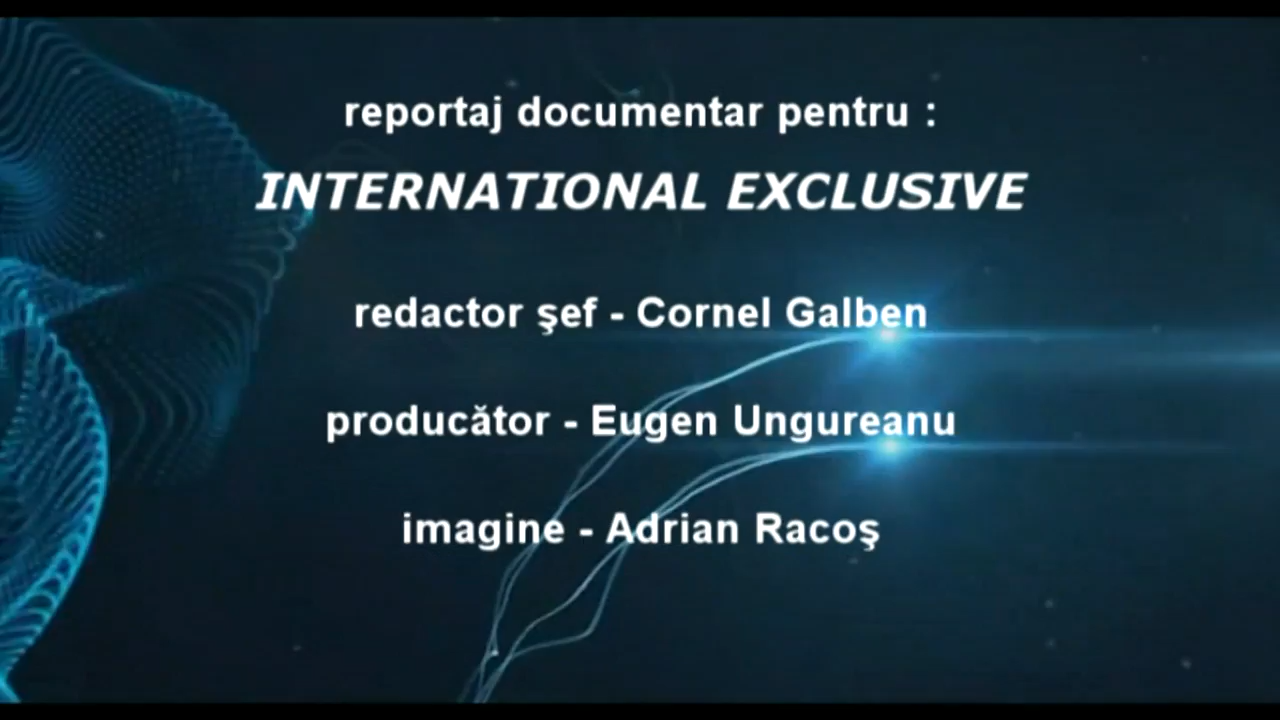 reportaj documentar pentru :
INTERNATIONAL EXCLUSIVE
redactor şef - Cornel Galben
producător - Eugen Ungureanu
imagine - Adrian Racoş